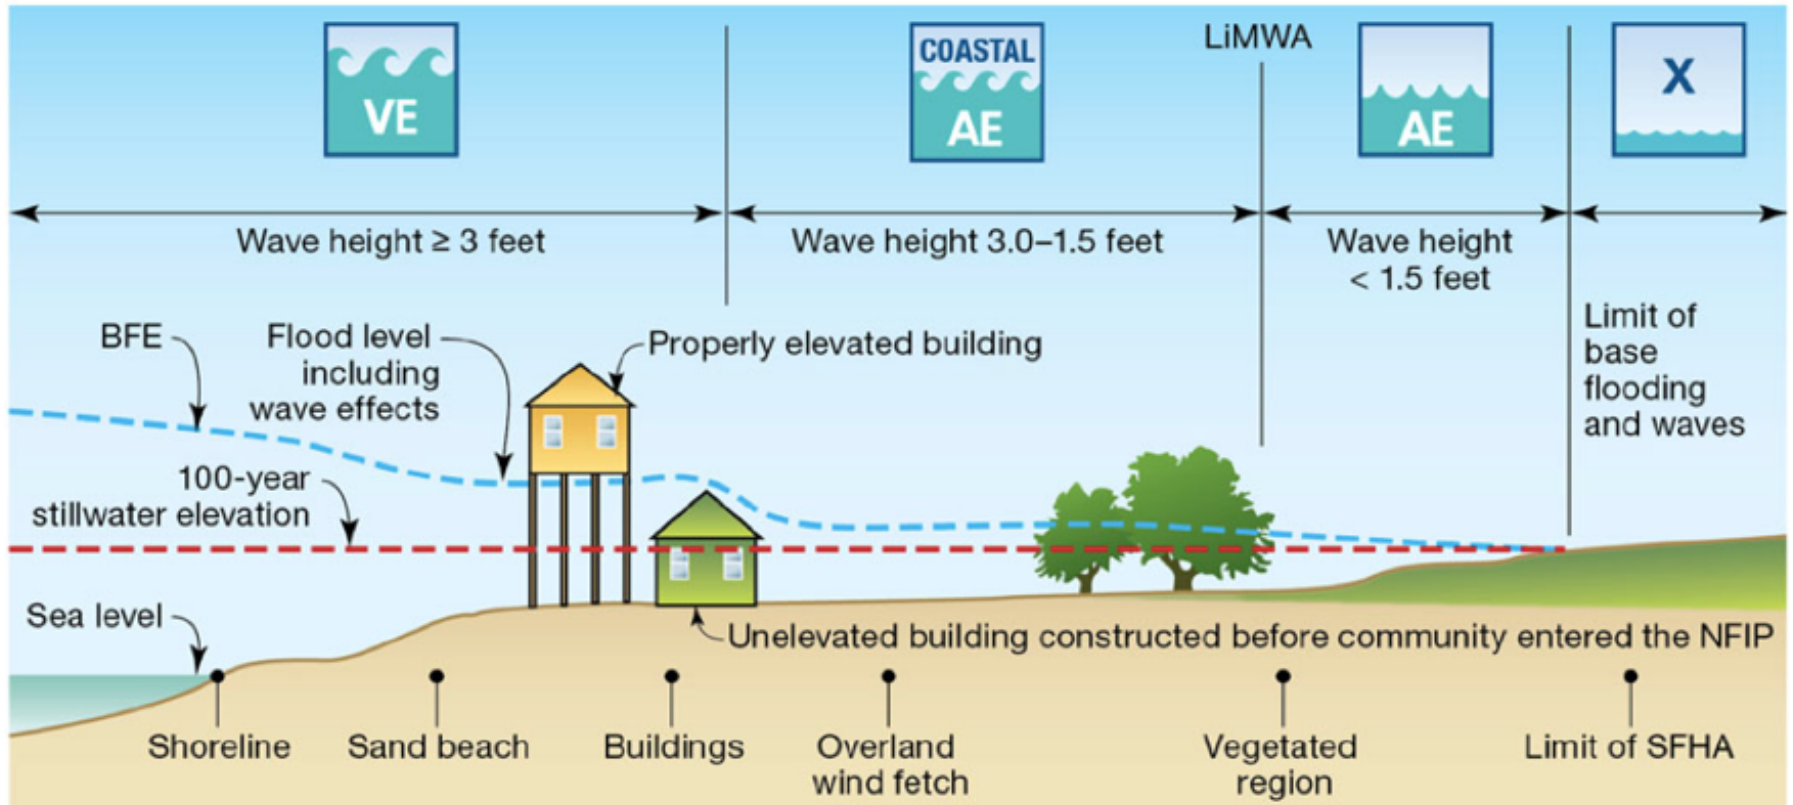 VE
COASTAL
AE
LiMWA
AE
X
Wave height ≥ 3 feet
Wave height 3.0–1.5 feet
Wave height
< 1.5 feet
BFE
Flood level
including
wave effects
Properly elevated building
Limit of
base
flooding
and waves
100-year
stillwater elevation
Sea level
Unelevated building constructed before community entered the NFIP
Shoreline
Sand beach
Buildings
Overland
wind fetch
Vegetated
region
Limit of SFHA